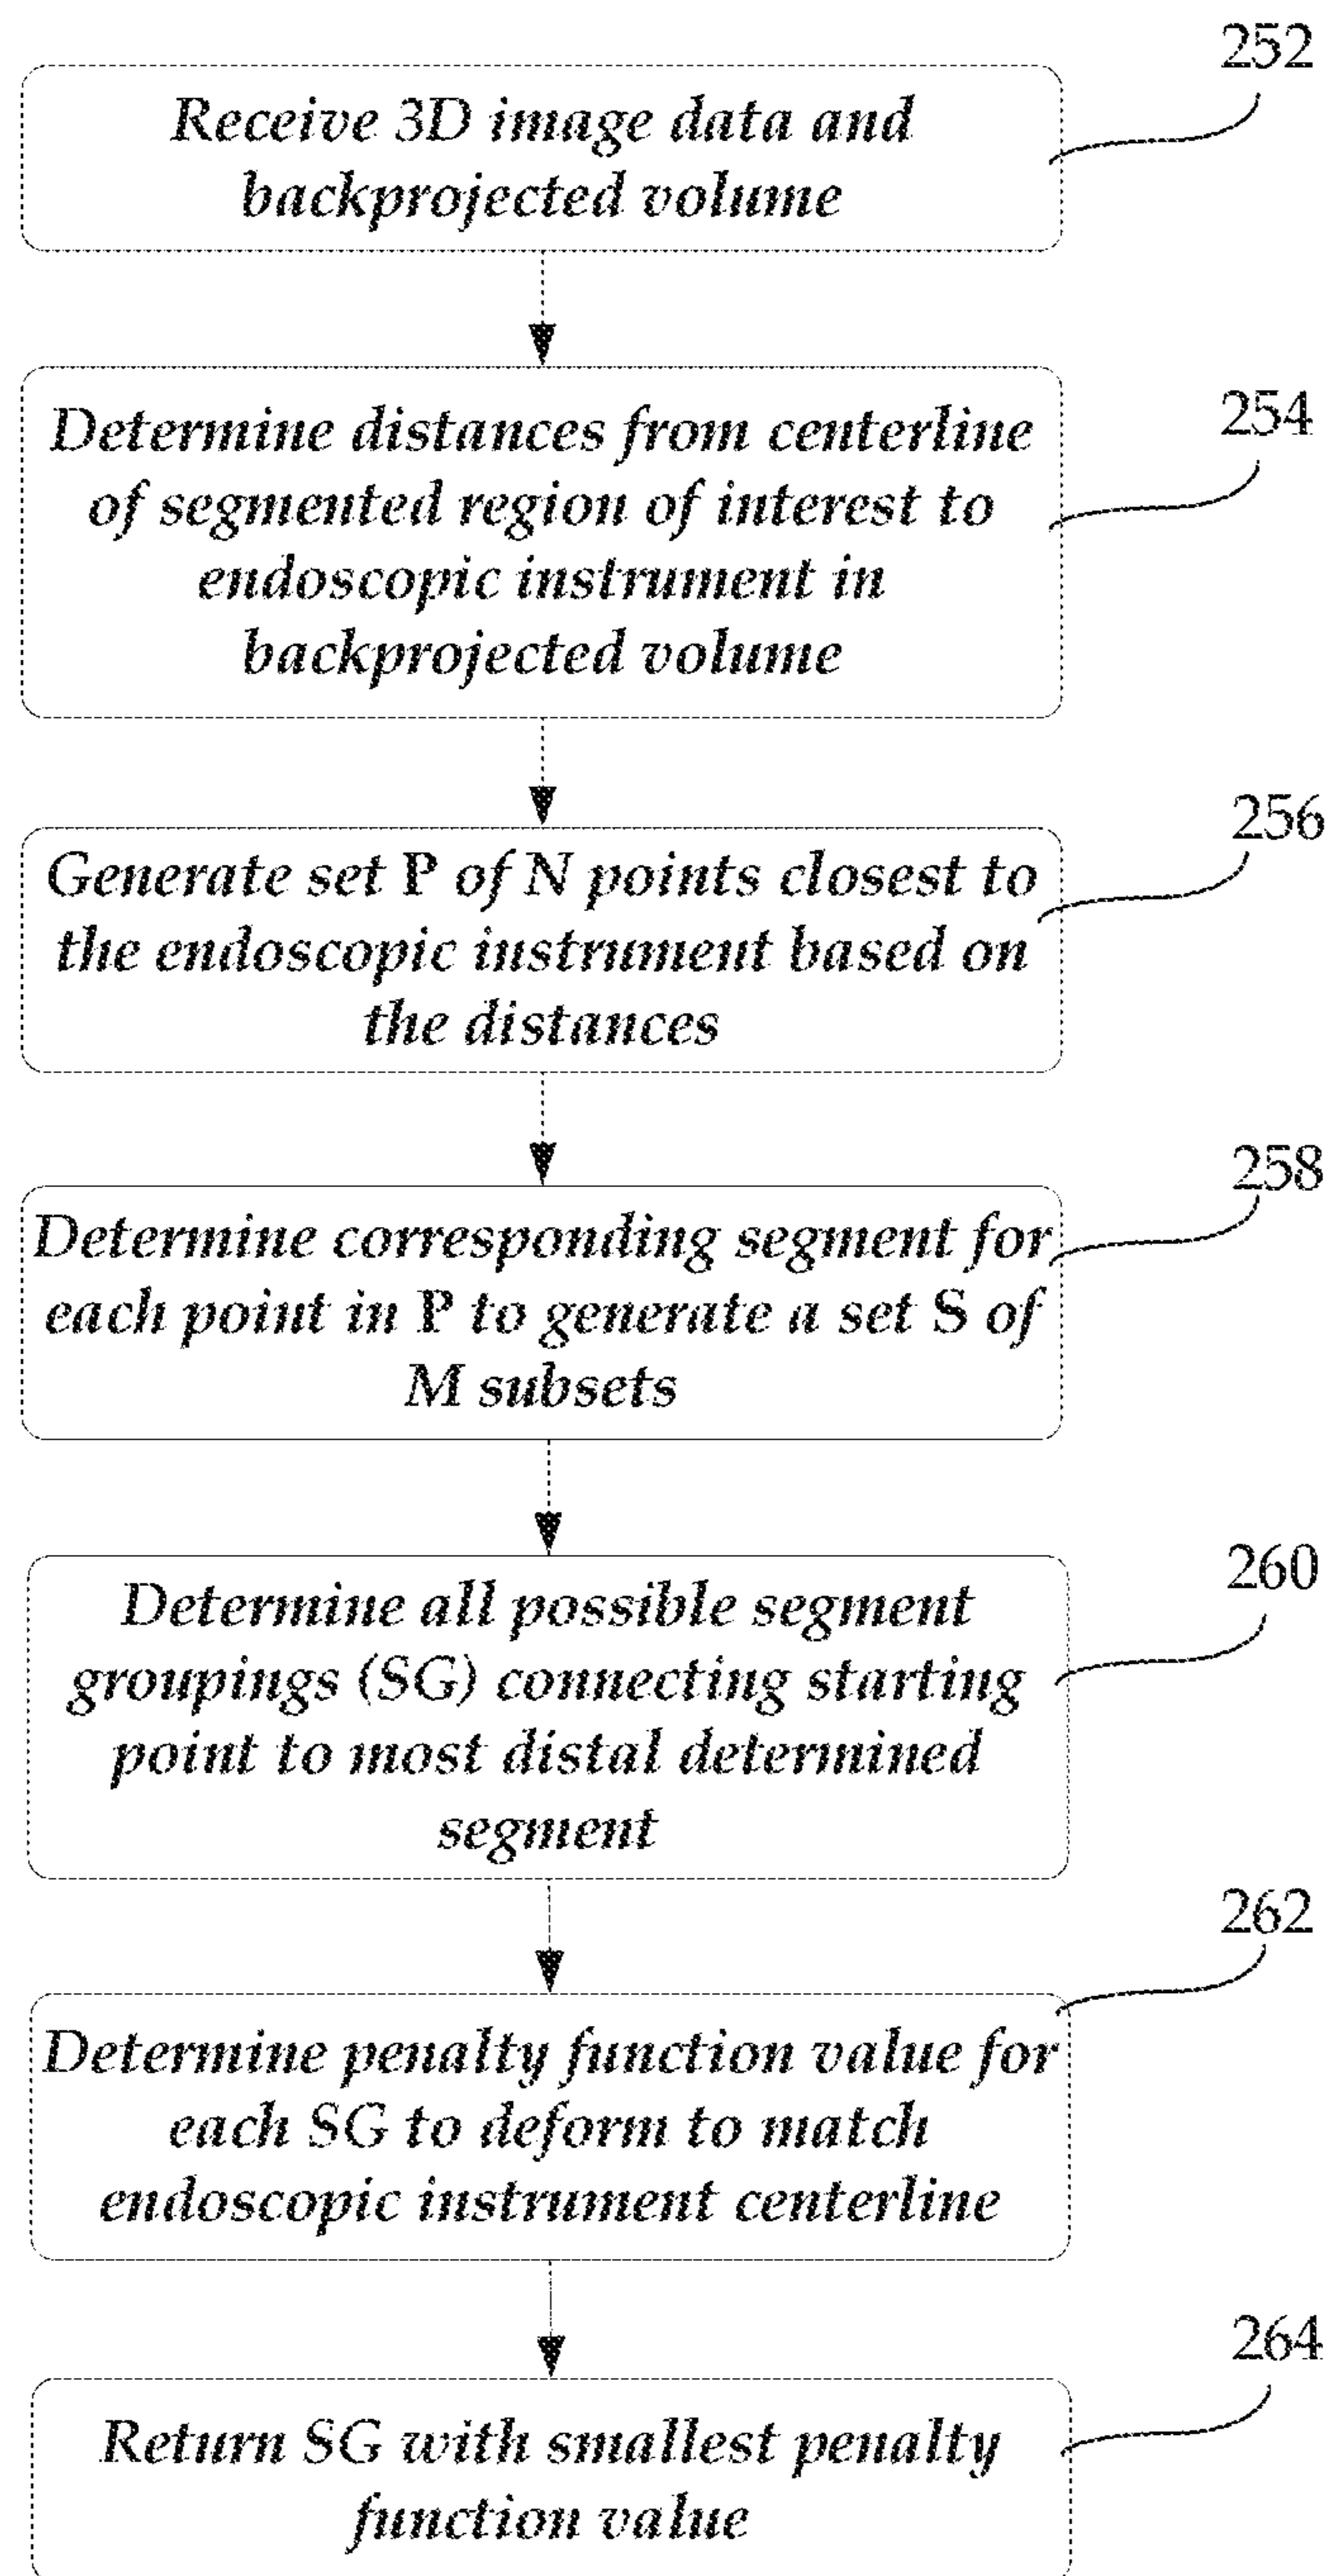 252
Receive 3D image data and
backprojected volume
254
Determine distances from centerline
of segmented region of interest to
endoscopic instrument in
backprojected volume
256
Generate set P of N points closest to
the endoscopic instrument based on
the distances
258
Determine corresponding segment for
each point in P to generate a set S of
M subsets
260
Determine all possible segment
groupings (SG) connecting starting
point to most distal determined
segment
262
Determine penalty function value for
each SG to deform to match
endoscopic instrument centerline
264
Return SG with smallest penalty
function value